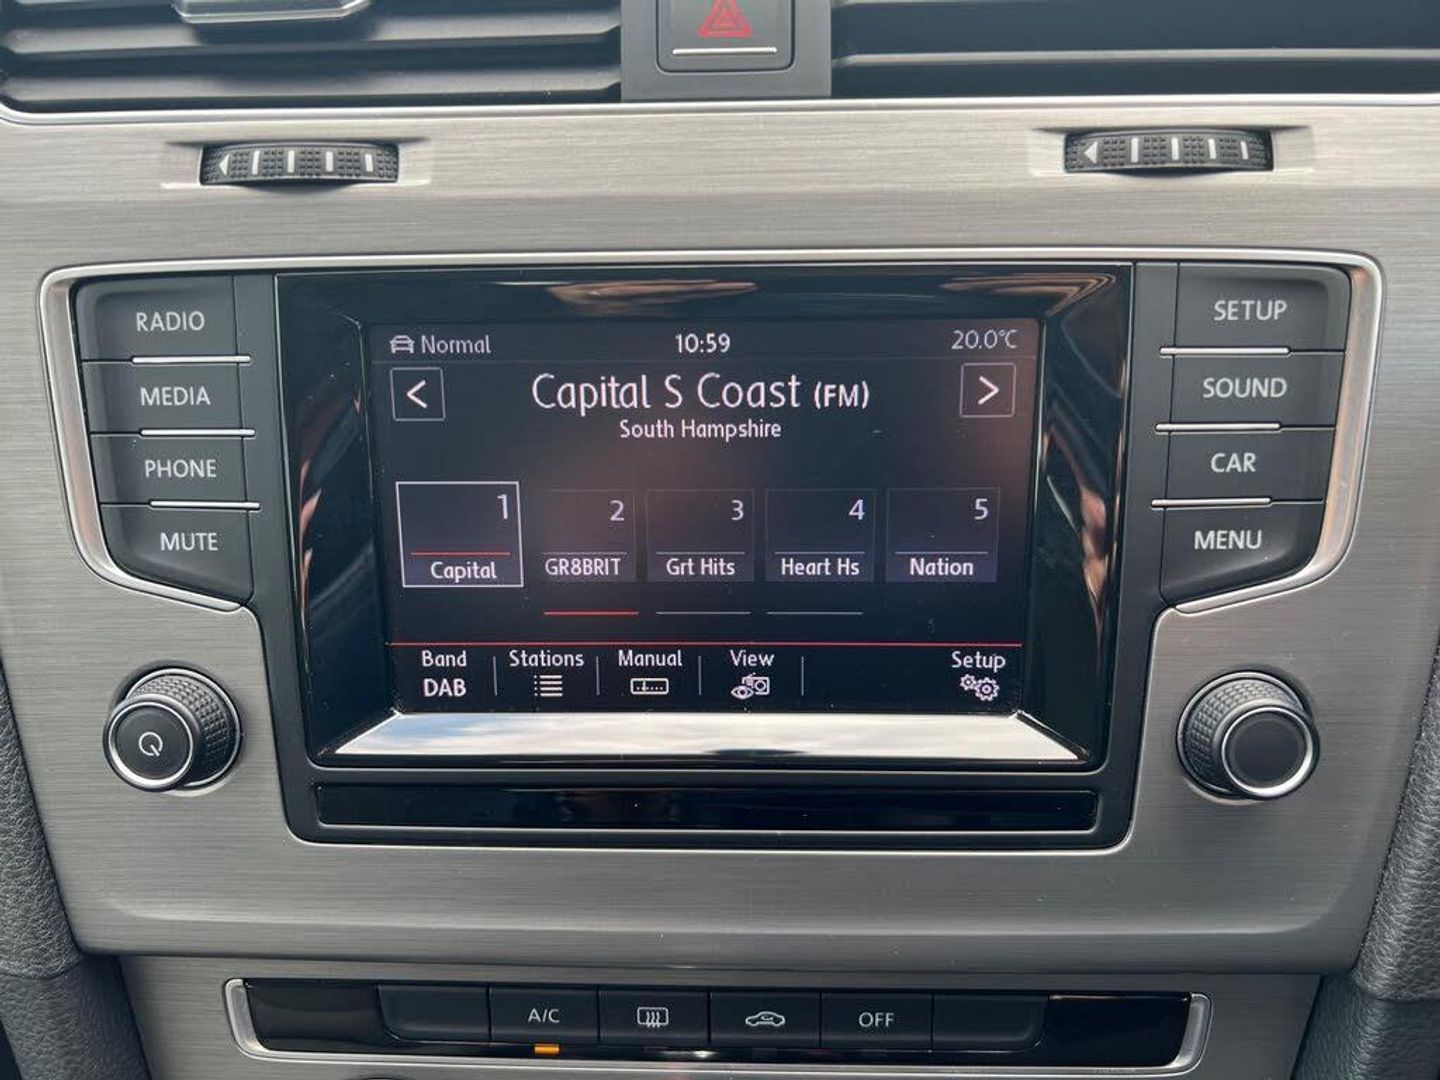 RADIO
MEDIA
PHONE
MUTE
Normal 10:59 20.0°C
< Capital S Coast (FM) >
South Hampshire
1 2 3 4 5
Capital GR8BRIT Grt Hits Heart Hs Nation
Band Stations Manual View Setup
DAB
SETUP
SOUND
CAR
MENU
A/C OFF